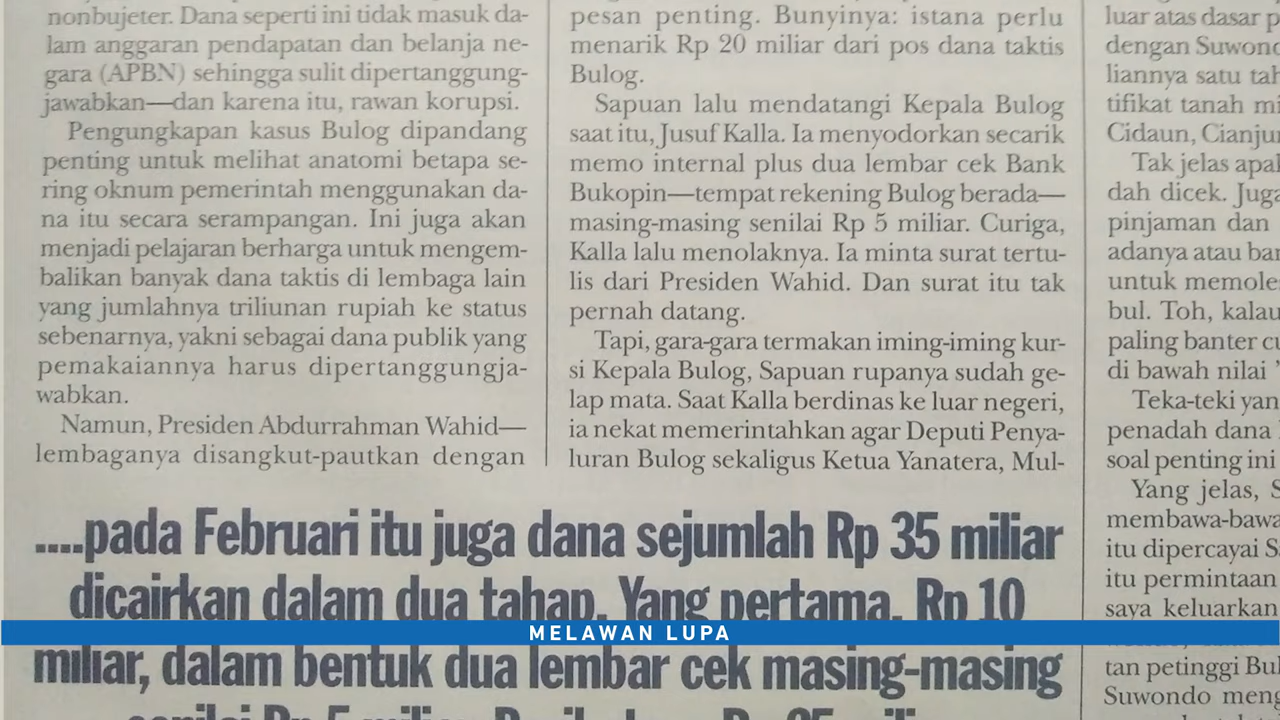 nonbujeter. Dana seperti ini tidak masuk da-
lam anggaran pendapatan dan belanja ne-
gara (APBN) sehingga sulit dipertanggung-
jawabkan—dan karena itu, rawan korupsi.
Pengungkapan kasus Bulog dipandang
penting untuk melihat anatomi betapa se-
ring oknum pemerintah menggunakan da-
na itu secara serampangan. Ini juga akan
menjadi pelajaran berharga untuk mengem-
balikan banyak dana taktis di lembaga lain
yang jumlahnya triliunan rupiah ke status
sebenarnya, yakni sebagai dana publik yang
pemakaiannya harus dipertanggungja-
wabkan.
Namun, Presiden Abdurrahman Wahid—
lembaganya disangkut-pautkan dengan
pesan penting. Bunyinya: istana perlu
menarik Rp 20 miliar dari pos dana taktis
Bulog.
Sapuan lalu mendatangi Kepala Bulog
saat itu, Jusuf Kalla. Ia menyodorkan secarik
memo internal plus dua lembar cek Bank
Bukopin—tempat rekening Bulog berada—
masing-masing senilai Rp 5 miliar. Curiga,
Kalla lalu menolaknya. Ia minta surat tertu-
lis dari Presiden Wahid. Dan surat itu tak
pernah datang.
Tapi, gara-gara termakan iming-iming kur-
si Kepala Bulog, Sapuan rupanya sudah ge-
lap mata. Saat Kalla berdinas ke luar negeri,
ia nekat memerintahkan agar Deputi Penya-
luran Bulog sekaligus Ketua Yanatera, Mul-
....pada Februari itu juga dana sejumlah Rp 35 miliar
dicairkan dalam dua tahap. Yang pertama, Rp 10
miliar, dalam bentuk dua lembar cek masing-masing
luar atas dasar
dengan Suwond
liannya satu tah
tifikat tanah
Cidaun, Cianju
Tak jelas apa
dah dicek. Juga
pinjaman dan
adanya atau ba
untuk memole
bul. Toh, kalau
paling banter
di bawah nilai
Teka-teki yan
penadah dana
soal penting ini
Yang jelas, S
membawa-bawa
itu dipercayai S
itu permintaan
saya keluarkan
tan petinggi Bul
Suwondo meng
MELAWAN LUPA